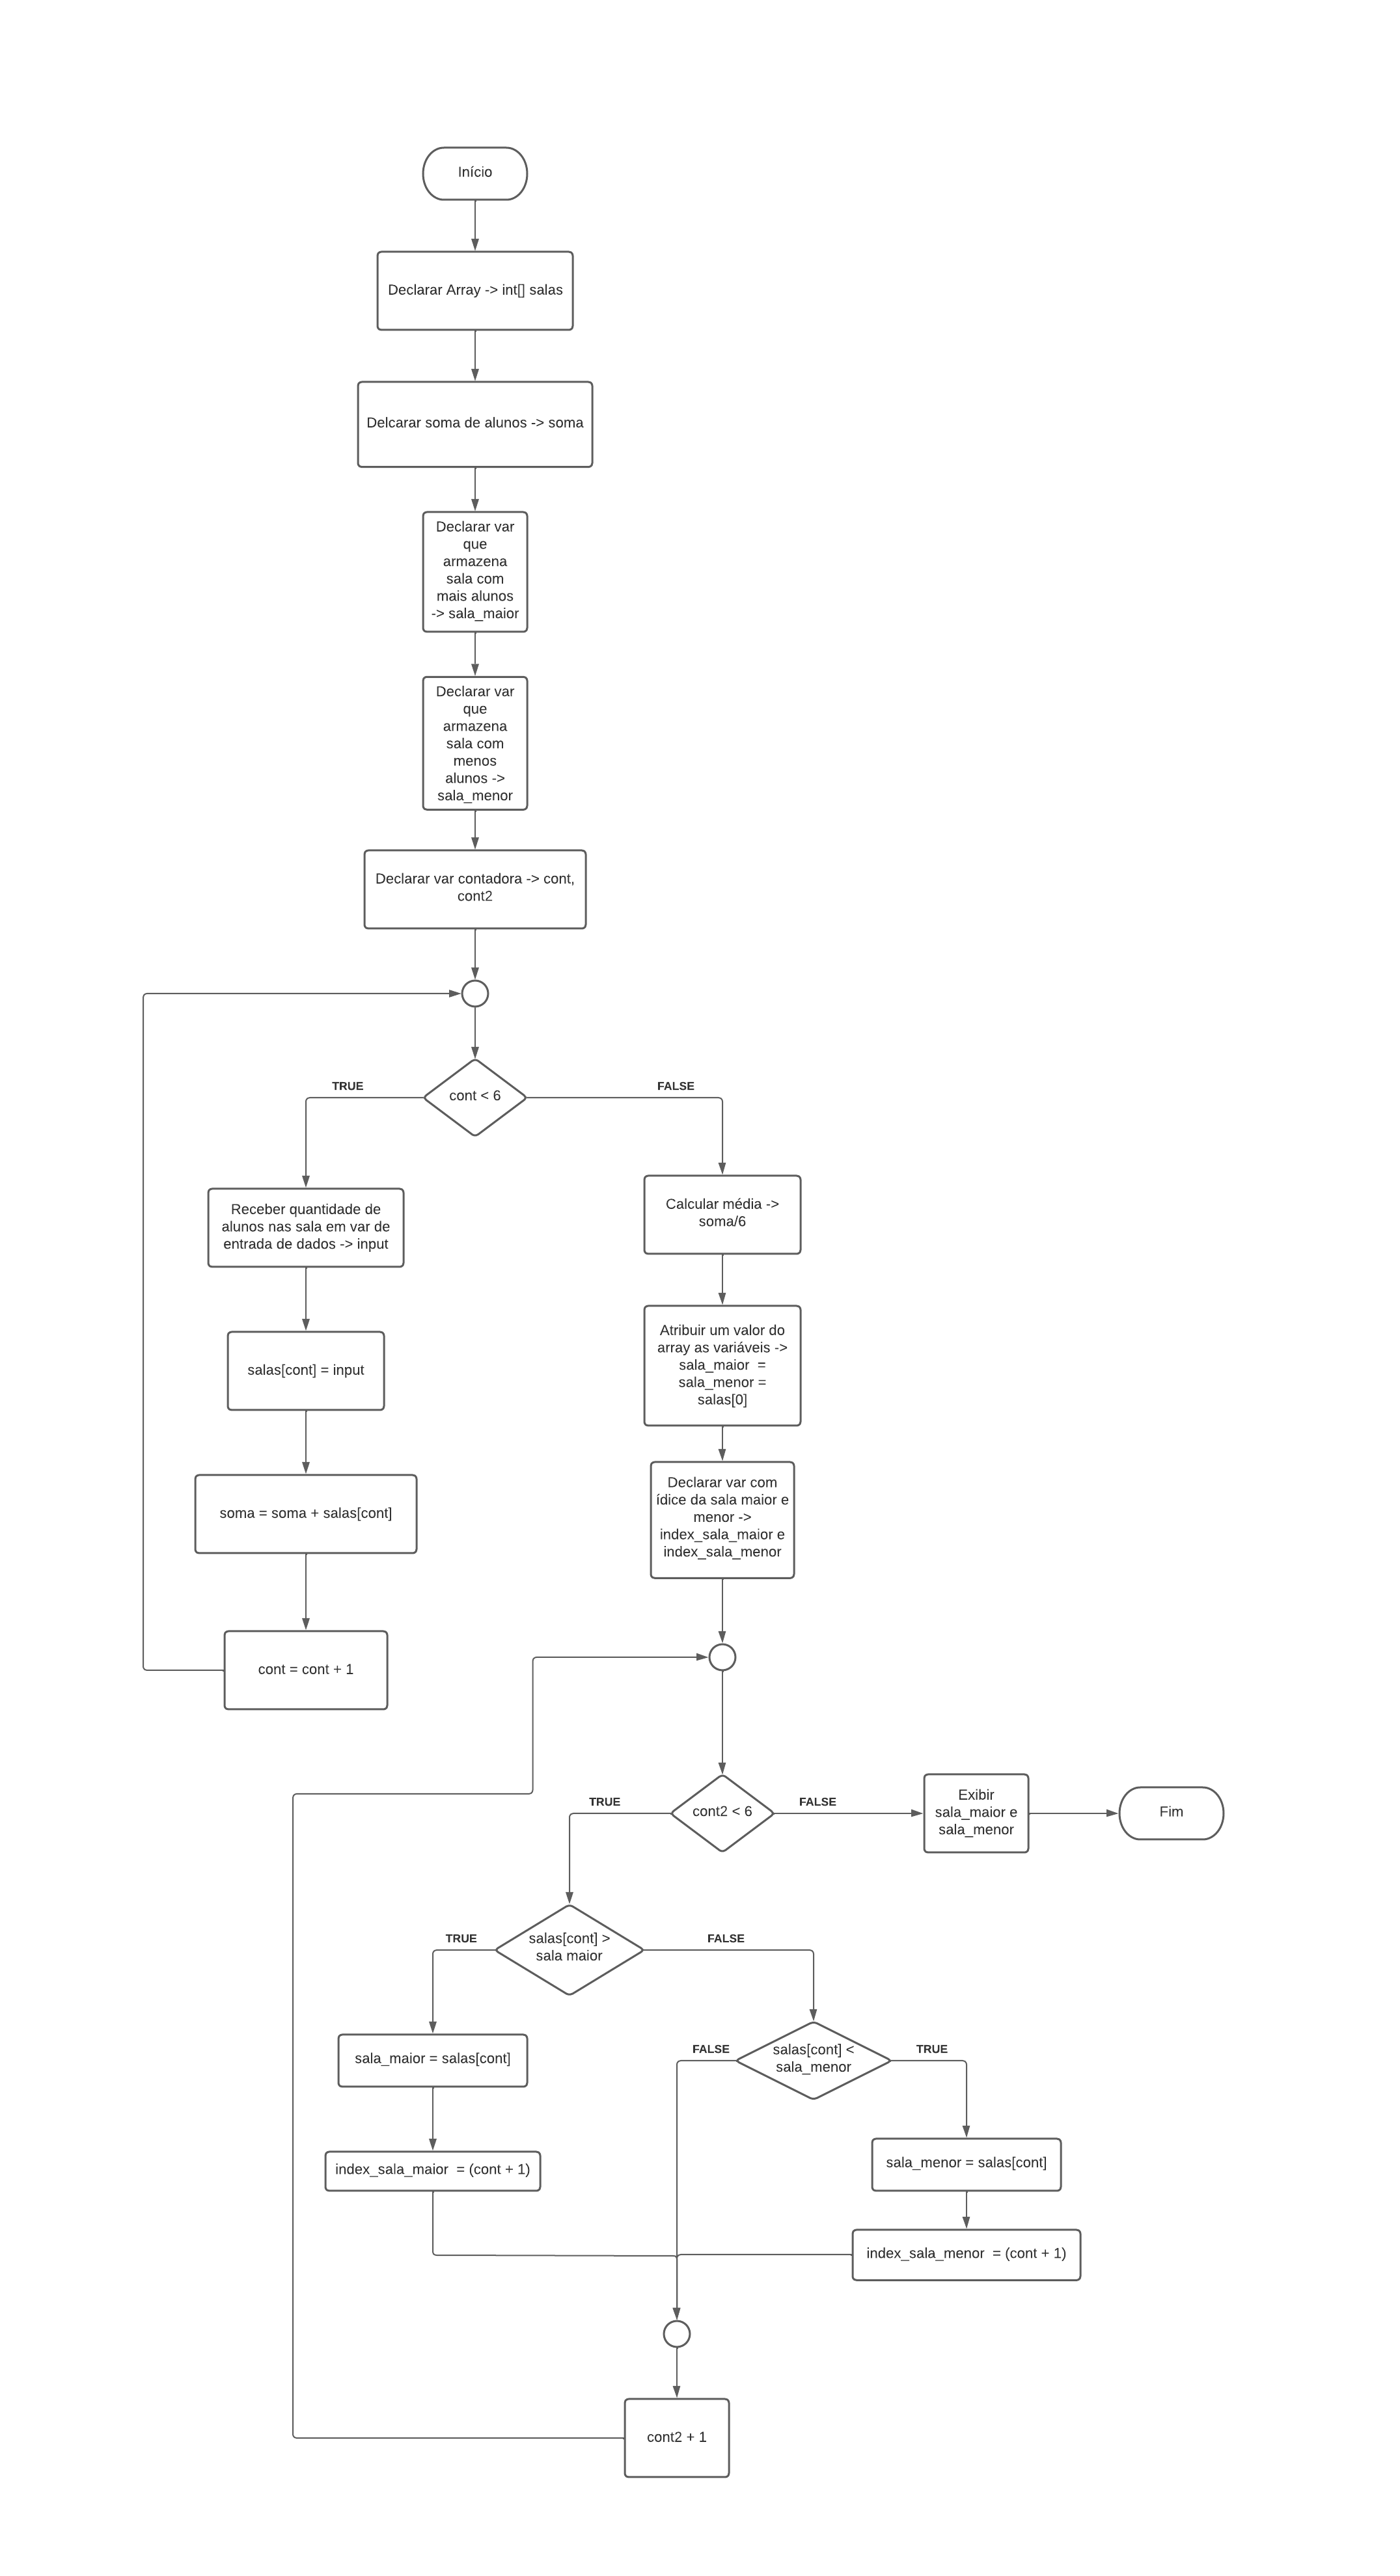 Início
Declarar Array -> int[] salas
Delcarar soma de alunos -> soma
Declarar var
que
armazena
sala com
mais alunos
-> sala_maior
Declarar var
que
armazena
sala com
menos
alunos ->
sala_menor
Declarar var contadora -> cont,
cont2
cont < 6
TRUE
FALSE
Receber quantidade de
alunos nas sala em var de
entrada de dados -> input
salas[cont] = input
soma = soma + salas[cont]
cont = cont + 1
Calcular média ->
soma/6
Atribuir um valor do
array as variáveis ->
sala_maior  =
sala_menor =
salas[0]
Declarar var com
ídice da sala maior e
menor ->
index_sala_maior e
index_sala_menor
cont2 < 6
TRUE
FALSE
Exibir
sala_maior e
sala_menor
Fim
salas[cont] >
sala maior
TRUE
FALSE
sala_maior = salas[cont]
index_sala_maior  = (cont + 1)
salas[cont] <
sala_menor
FALSE
TRUE
sala_menor = salas[cont]
index_sala_menor  = (cont + 1)
cont2 + 1